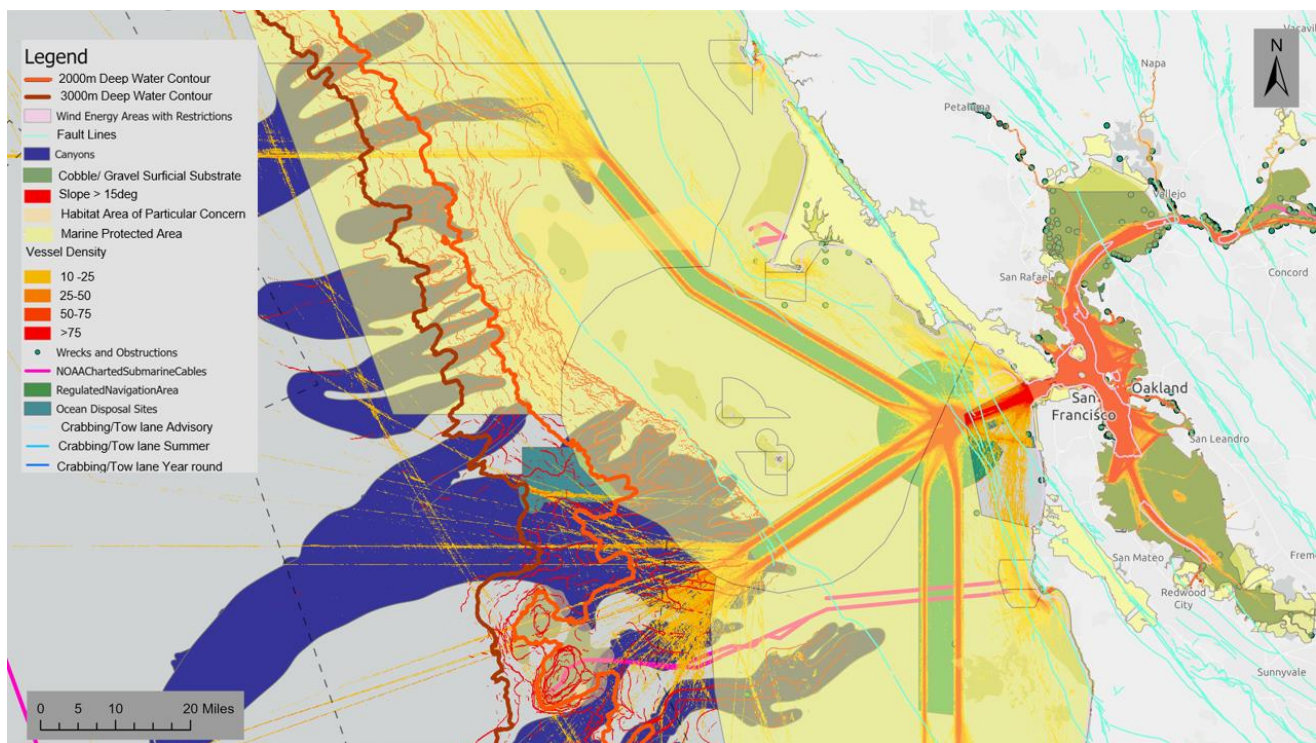 Legend
2000m Deep Water Contour
3000m Deep Water Contour
Wind Energy Areas with Restrictions
Fault Lines
Canyons
Cobble/ Gravel Surficial Substrate
Slope > 15deg
Habitat Area of Particular Concern
Marine Protected Area
Vessel Density
10 -25
25-50
50-75
>75
Wrecks and Obstructions
NOAAChartedSubmarineCables
RegulatedNavigationArea
Ocean Disposal Sites
Crabbing/Tow lane Advisory
Crabbing/Tow lane Summer
Crabbing/Tow lane Year round
0 5 10 20 Miles
N
Vacavil
Napa
Petaluma
Vallejo
San Rafael
Concord
Oakland
San
Francisco
San Leandro
San Mateo
Frem
Redwood
City
Sunnyvale